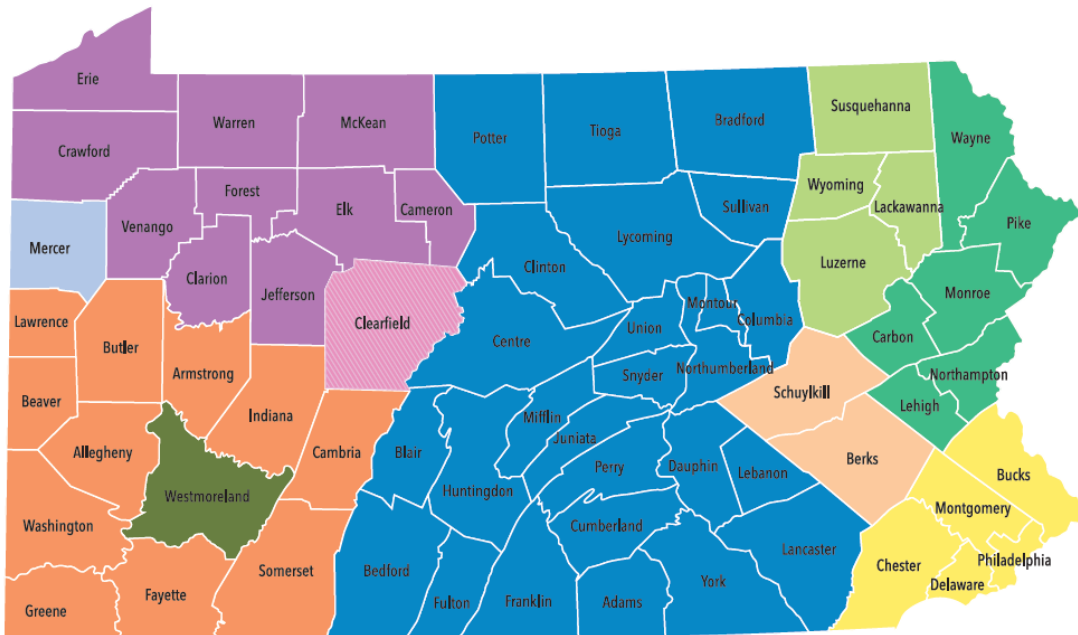 Erie
Warren
McKean
Potter
Tioga
Bradford
Susquehanna
Wayne
Crawford
Forest
Elk
Cameron
Wyoming
Lackawanna
Sullivan
Pike
Mercer
Venango
Lycoming
Clarion
Clinton
Luzerne
Jefferson
Monroe
Lawrence
Clearfield
Montour
Columbia
Butler
Centre
Union
Carbon
Armstrong
Snyder
Northumberland
Northampton
Beaver
Indiana
Schuylkill
Lehigh
Mifflin
Juniata
Allegheny
Cambria
Blair
Perry
Dauphin
Lebanon
Berks
Bucks
Westmoreland
Huntingdon
Montgomery
Washington
Cumberland
Lancaster
Philadelphia
Somerset
Bedford
Chester
York
Delaware
Fayette
Greene
Fulton
Franklin
Adams